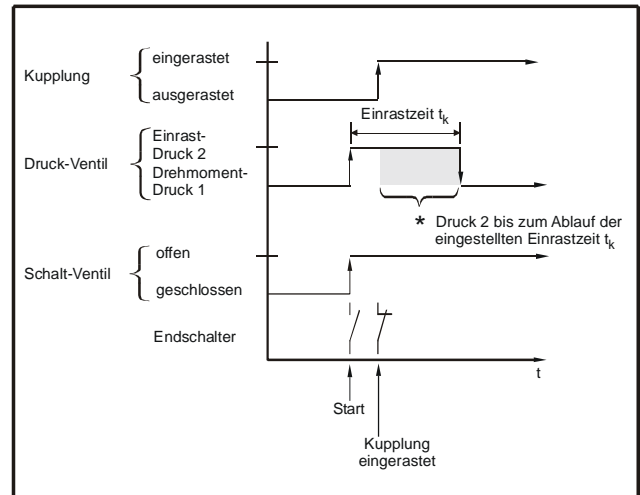 Kupplung
eingerastet
ausgerastet
Einrastzeit tk
Druck-Ventil
Einrast-
Druck 2
Drehmoment-
Druck 1
* Druck 2 bis zum Ablauf der
eingestellten Einrastzeit tk
Schalt-Ventil
offen
geschlossen
Endschalter
t
Start
Kupplung
eingerastet